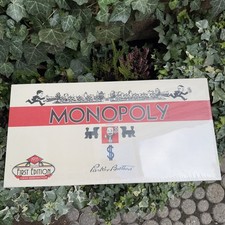 MONOPOLY
$
FIRST EDITION
Parker Brothers